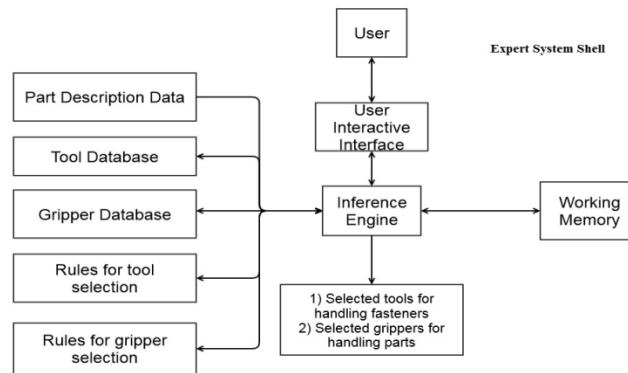 User
Expert System Shell
Part Description Data
User
Interactive
Interface
Tool Database
Gripper Database
Inference
Engine
Working
Memory
Rules for tool
selection
1) Selected tools for
handling fasteners
2) Selected grippers for
handling parts
Rules for gripper
selection